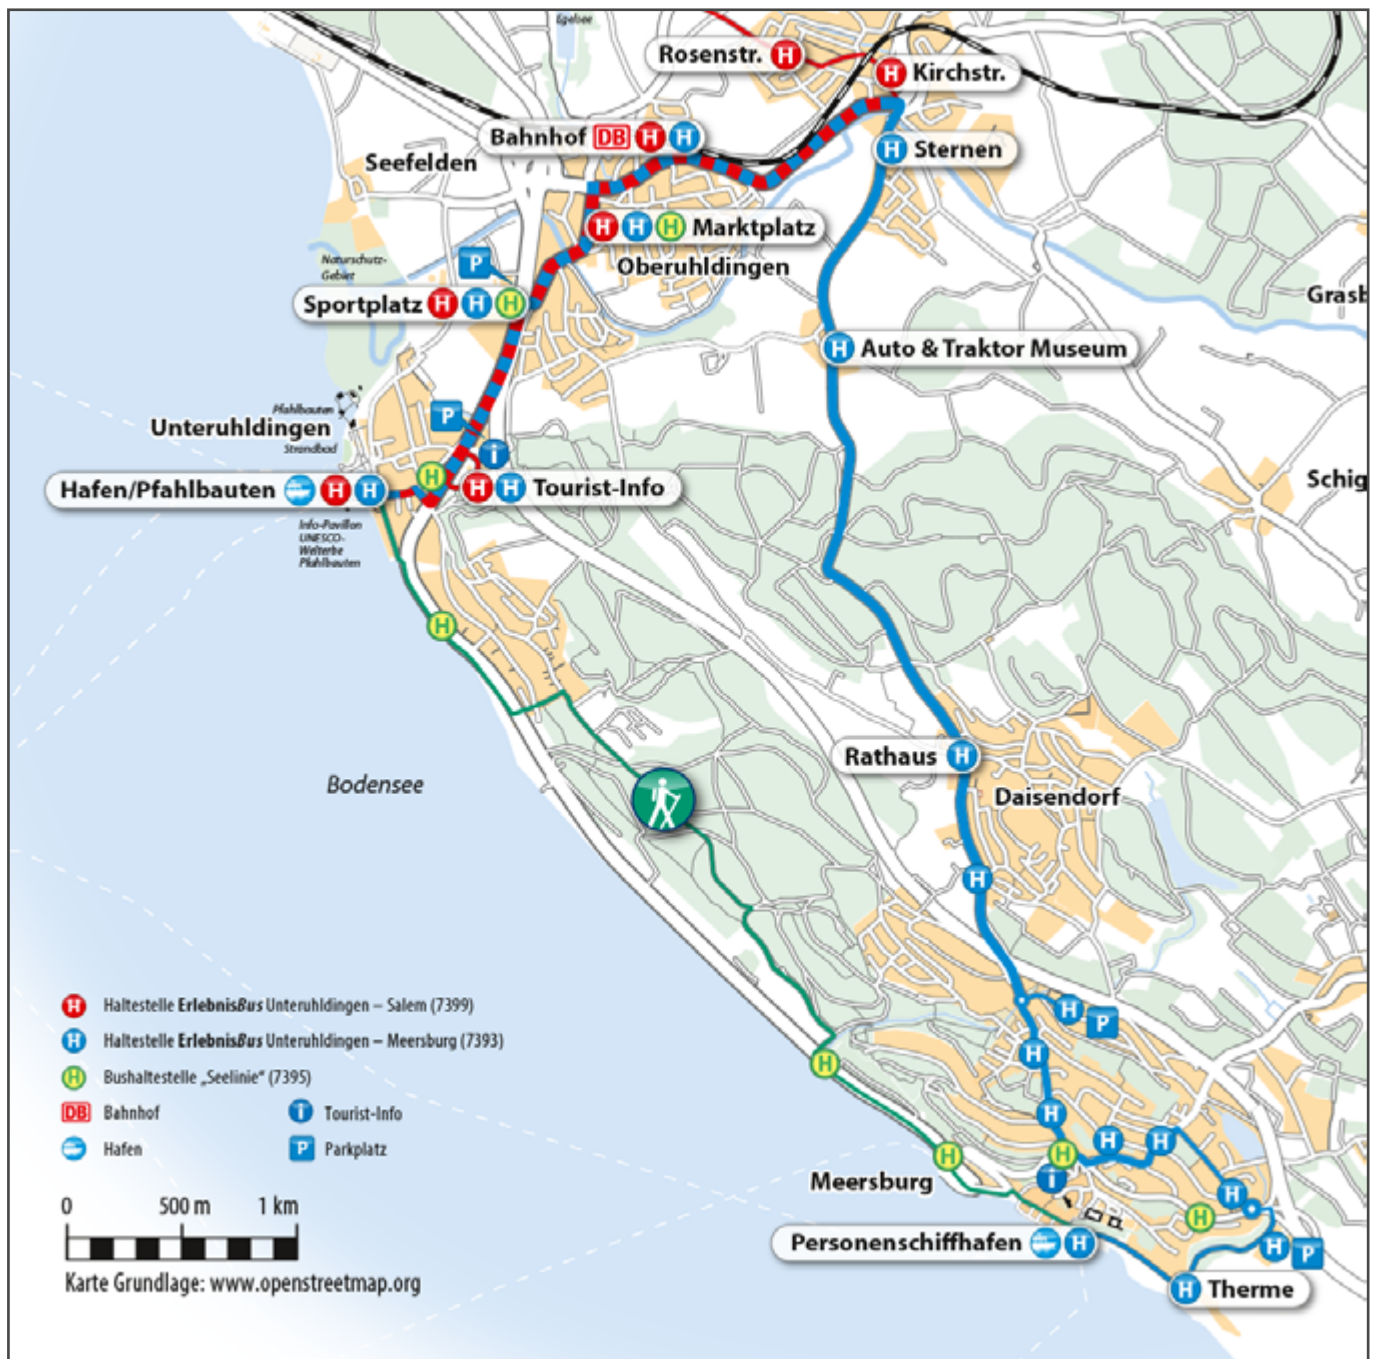 Egelsee
Rosenstr. H
H Kirchstr.
Bahnhof DB H H
H Sternen
Seefelden
H H H Marktplatz
Naturschutz-
Gebiet
P
Oberuhldingen
Sportplatz H H H
Grasb
H Auto & Traktor Museum
Pfahlbauten
P
Unteruhldingen
Strandbad
i
H
Schig
Hafen/Pfahlbauten H H
H H Tourist-Info
Info-Pavillon
UNESCO-
Welterbe
Pfahlbauten
H
Rathaus H
Bodensee
Daisendorf
H
H Haltestelle ErlebnisBus Unteruhldingen – Salem (7399)
H P
H Haltestelle ErlebnisBus Unteruhldingen – Meersburg (7393)
H
H
H Bushaltestelle „Seelinie“ (7395)
DB Bahnhof
i Tourist-Info
H
Hafen
P Parkplatz
H
H
H
H
Meersburg
i
H
H
0 500 m 1 km
Personenschiffhafen H
H P
Karte Grundlage: www.openstreetmap.org
H Therme